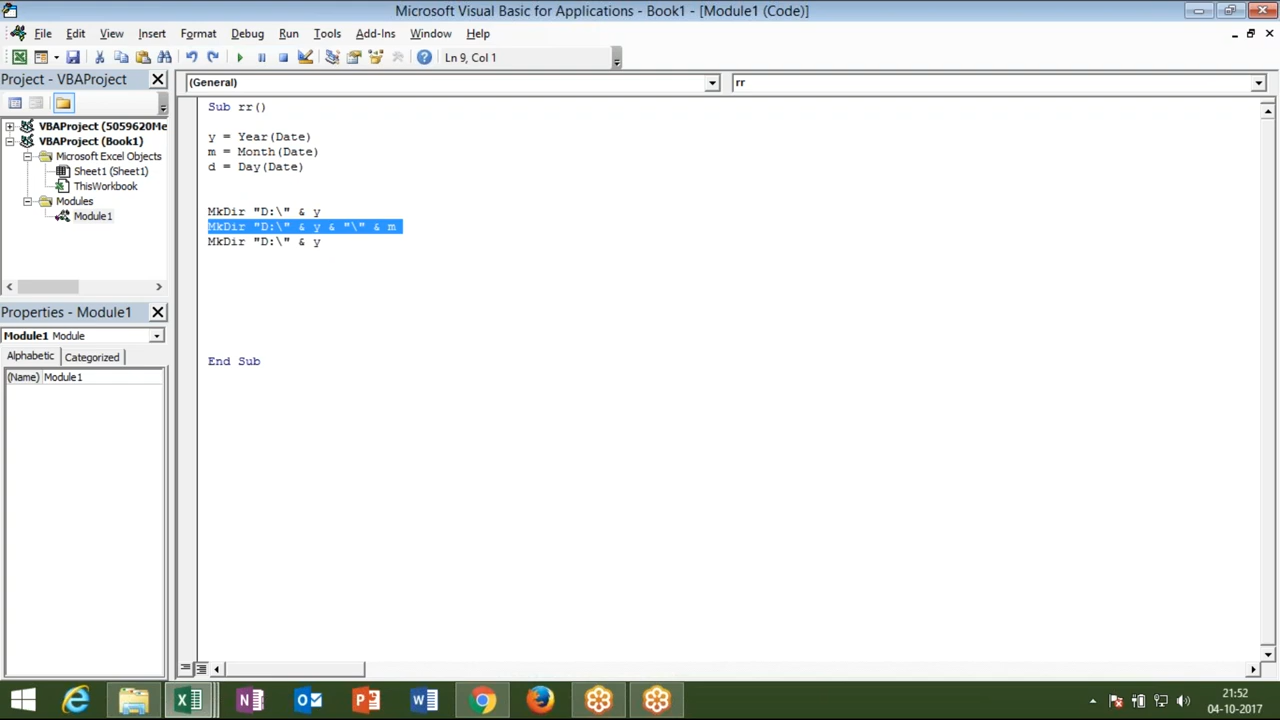 Microsoft Visual Basic for Applications - Book1 - [Module1 (Code)]
File Edit View Insert Format Debug Run Tools Add-Ins Window Help
Ln 9, Col 1
Project - VBAProject
(General)
rr
VBAProject (5059620Me
VBAProject (Book1)
Microsoft Excel Objects
Sheet1 (Sheet1)
ThisWorkbook
Modules
Module1
Sub rr()
y = Year(Date)
m = Month(Date)
d = Day(Date)
MkDir "D:\" & y
MkDir "D:\" & y & "\" & m
MkDir "D:\" & y
End Sub
Properties - Module1
Module1 Module
Alphabetic Categorized
(Name) Module1
21:52
04-10-2017